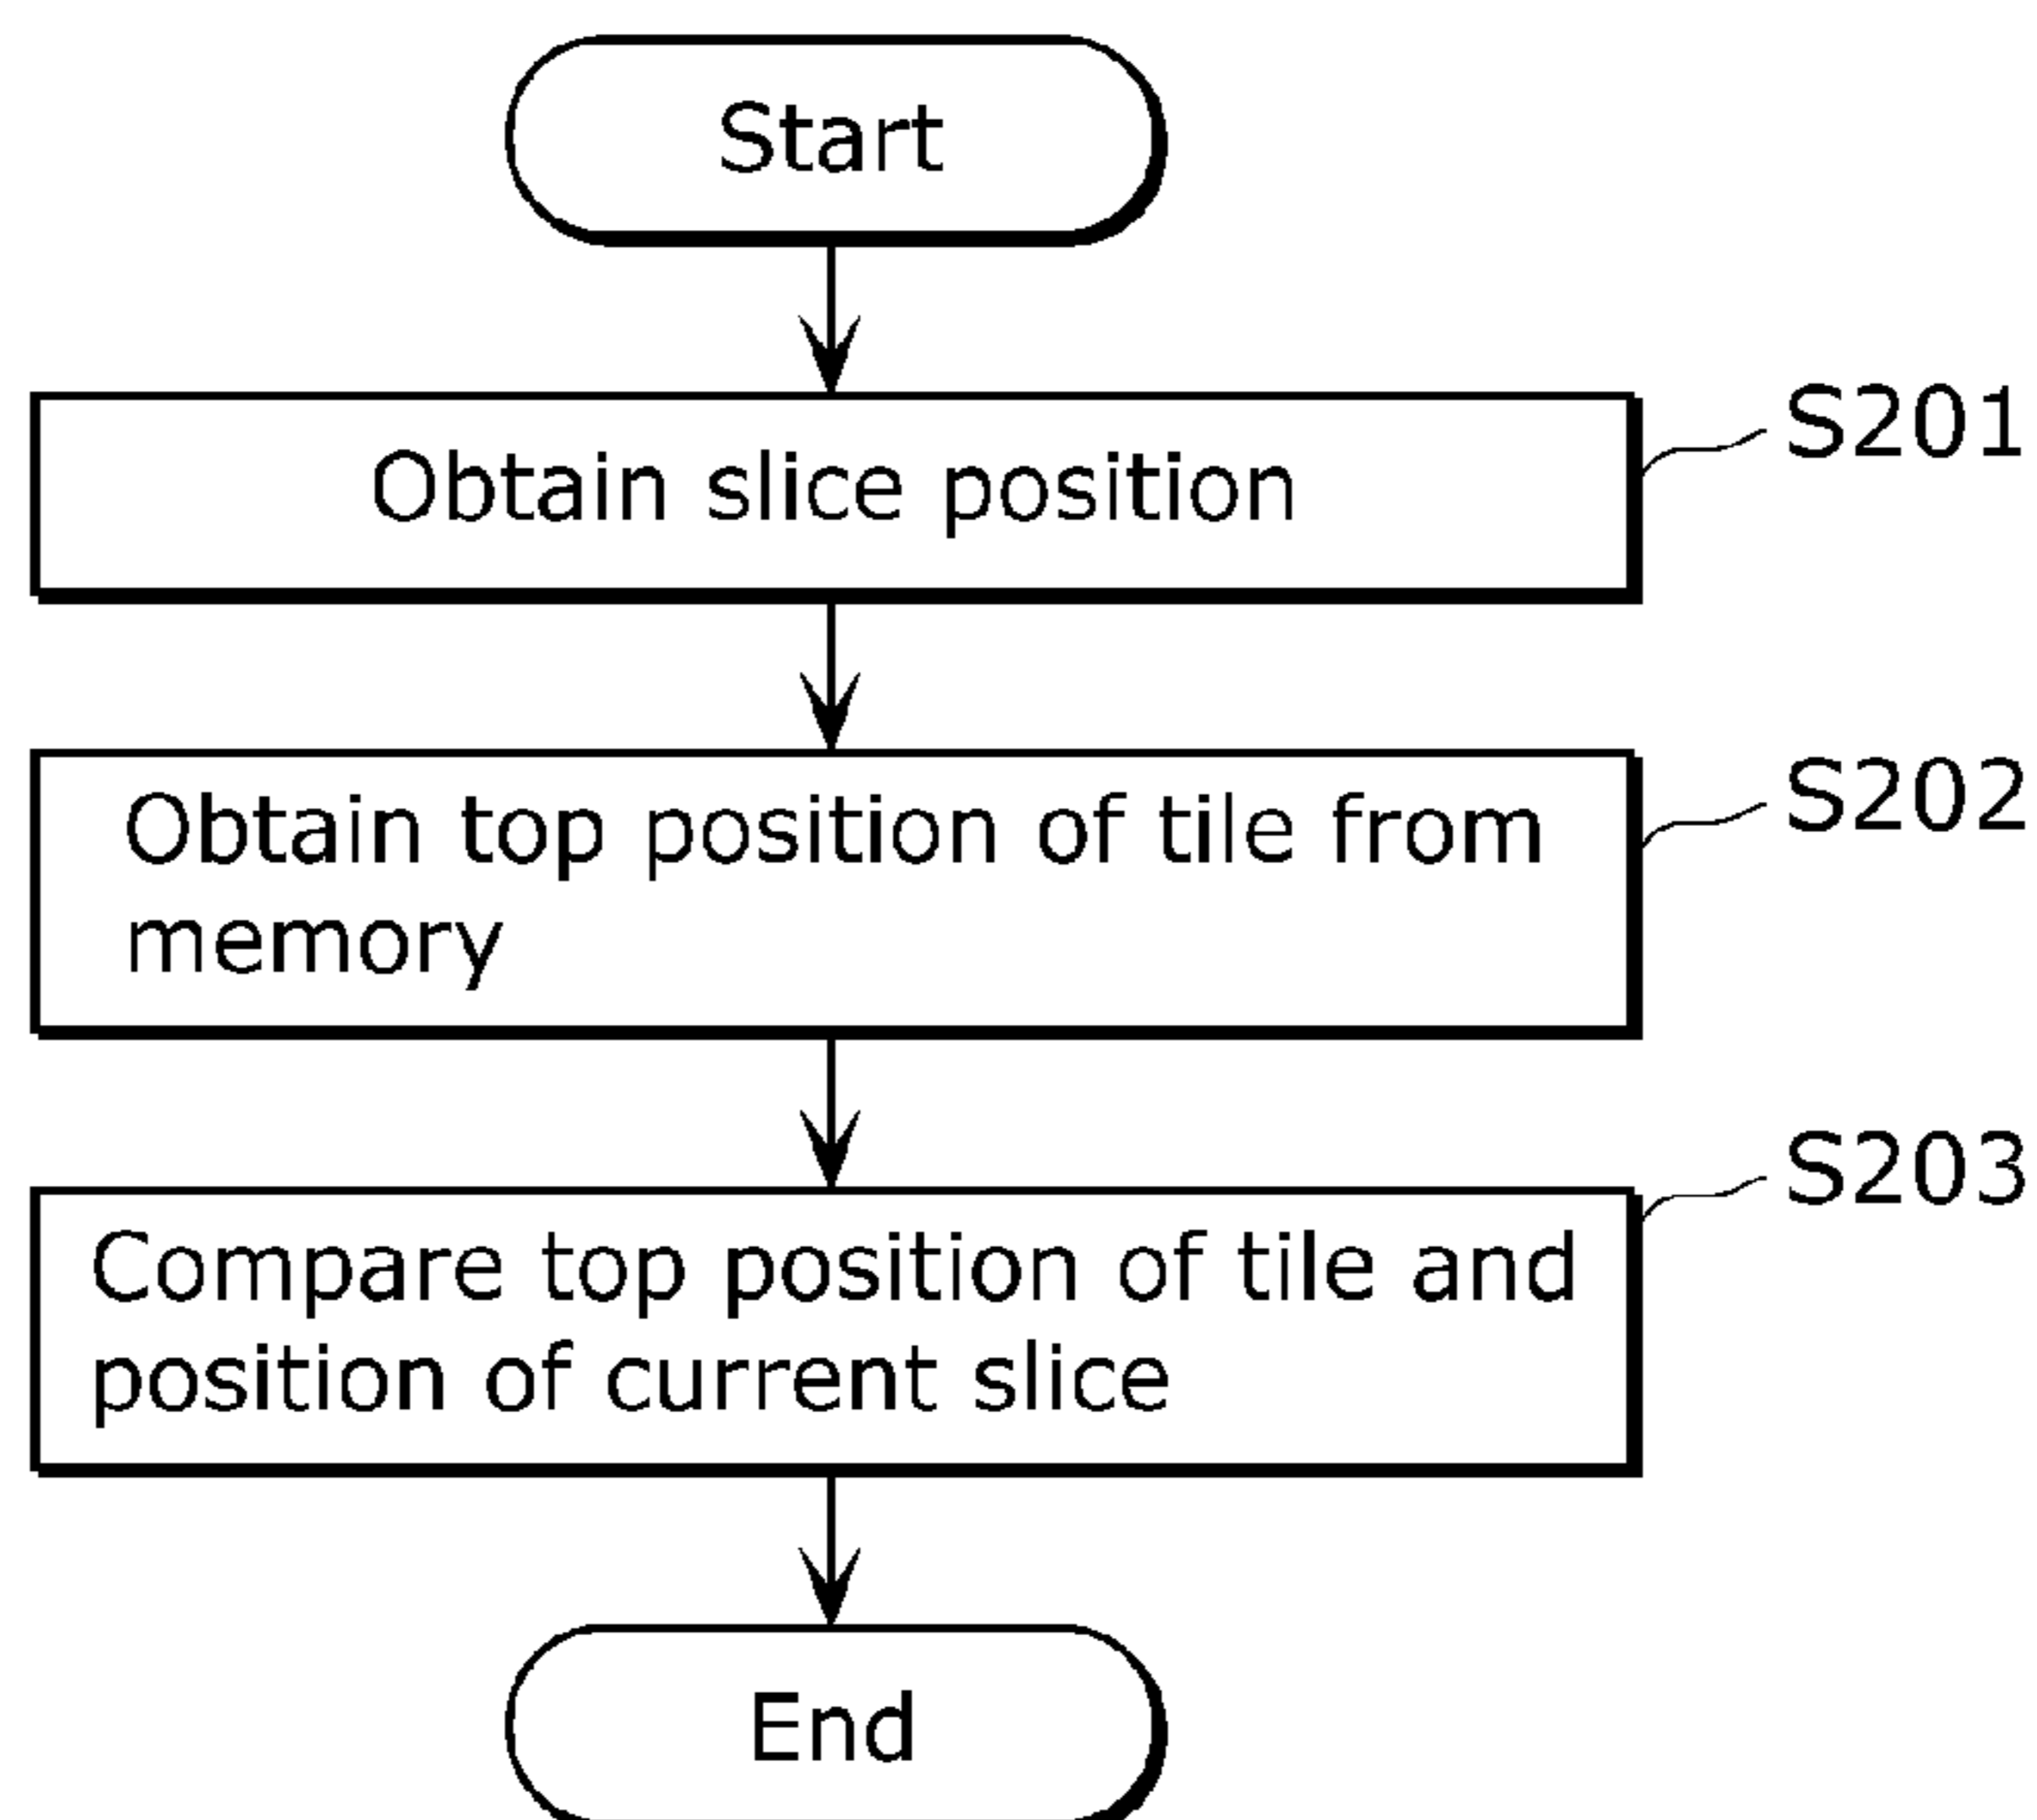 Start
Obtain slice position
S201
Obtain top position of tile from
memory
S202
Compare top position of tile and
position of current slice
S203
End